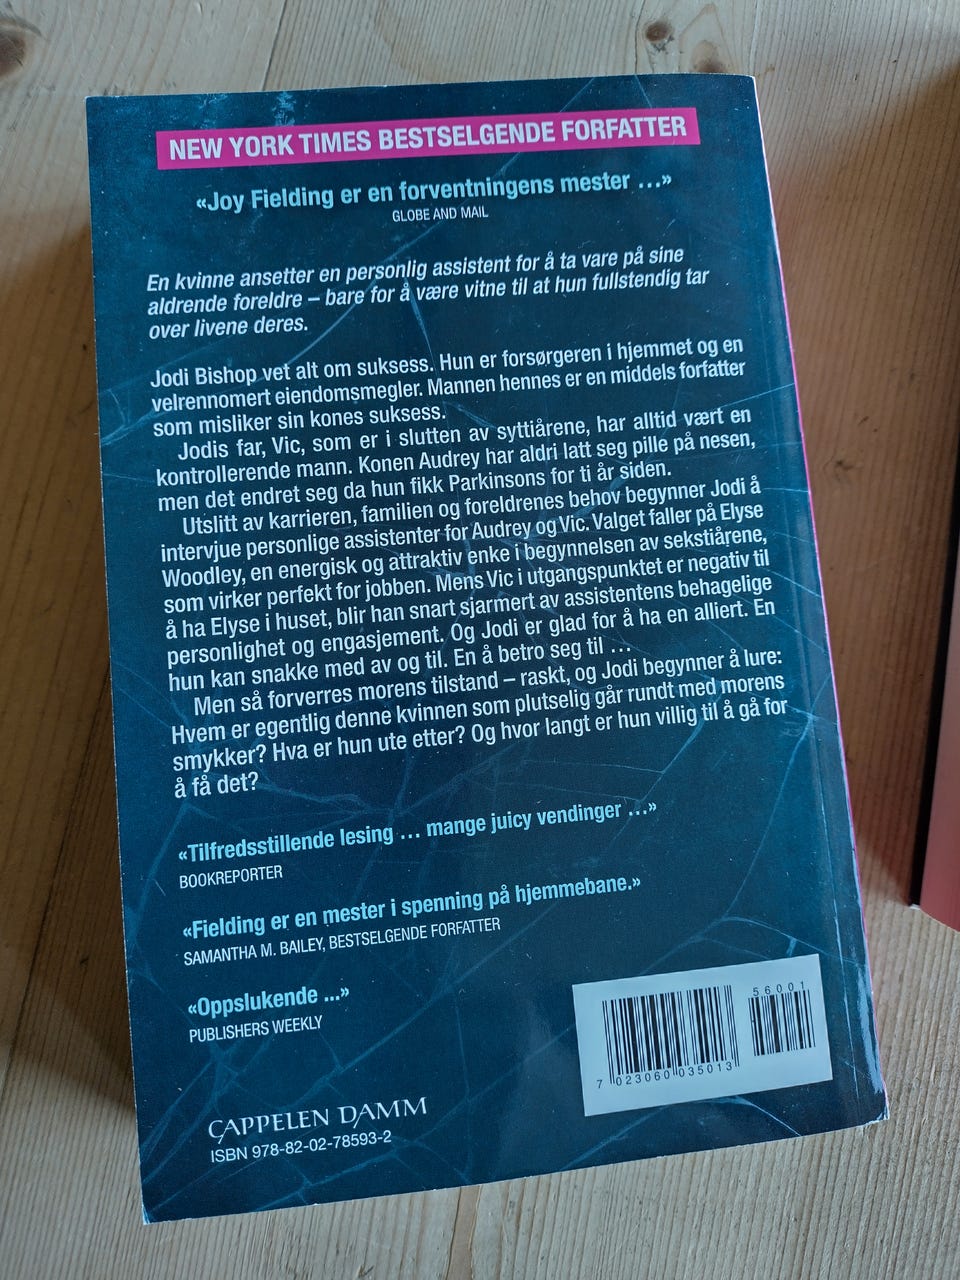 NEW YORK TIMES BESTSELGENDE FORFATTER
«Joy Fielding er en forventningens mester ...»
GLOBE AND MAIL
En kvinne ansetter en personlig assistent for å ta vare på sine
aldrende foreldre – bare for å være vitne til at hun fullstendig tar
over livene deres.
Jodi Bishop vet alt om suksess. Hun er forsørgeren i hjemmet og en
velrennomert eiendomsmegler. Mannen hennes er en middels forfatter
som misliker sin kones suksess.
Jodis far, Vic, som er i slutten av syttiårene, har alltid vært en
kontrollerende mann. Konen Audrey har aldri latt seg pille på nesen,
men det endret seg da hun fikk Parkinsons for ti år siden.
Utslitt av karrieren, familien og foreldrenes behov begynner Jodi å
intervjue personlige assistenter for Audrey og Vic. Valget faller på Elyse
Woodley, en energisk og attraktiv enke i begynnelsen av sekstiårene,
som virker perfekt for jobben. Mens Vic i utgangspunktet er negativ til
å ha Elyse i huset, blir han snart sjarmert av assistentens behagelige
personlighet og engasjement. Og Jodi er glad for å ha en alliert. En
hun kan snakke med av og til. En å betro seg til ...
Men så forverres morens tilstand – raskt, og Jodi begynner å lure:
Hvem er egentlig denne kvinnen som plutselig går rundt med morens
smykker? Hva er hun ute etter? Og hvor langt er hun villig til å gå for
å få det?
«Tilfredsstillende lesing ... mange juicy vendinger ...»
BOOKREPORTER
«Fielding er en mester i spenning på hjemmebane.»
SAMANTHA M. BAILEY, BESTSELGENDE FORFATTER
«Oppslukende ...»
PUBLISHERS WEEKLY
56001
7 023060 035013
CAPPELEN DAMM
ISBN 978-82-02-78593-2